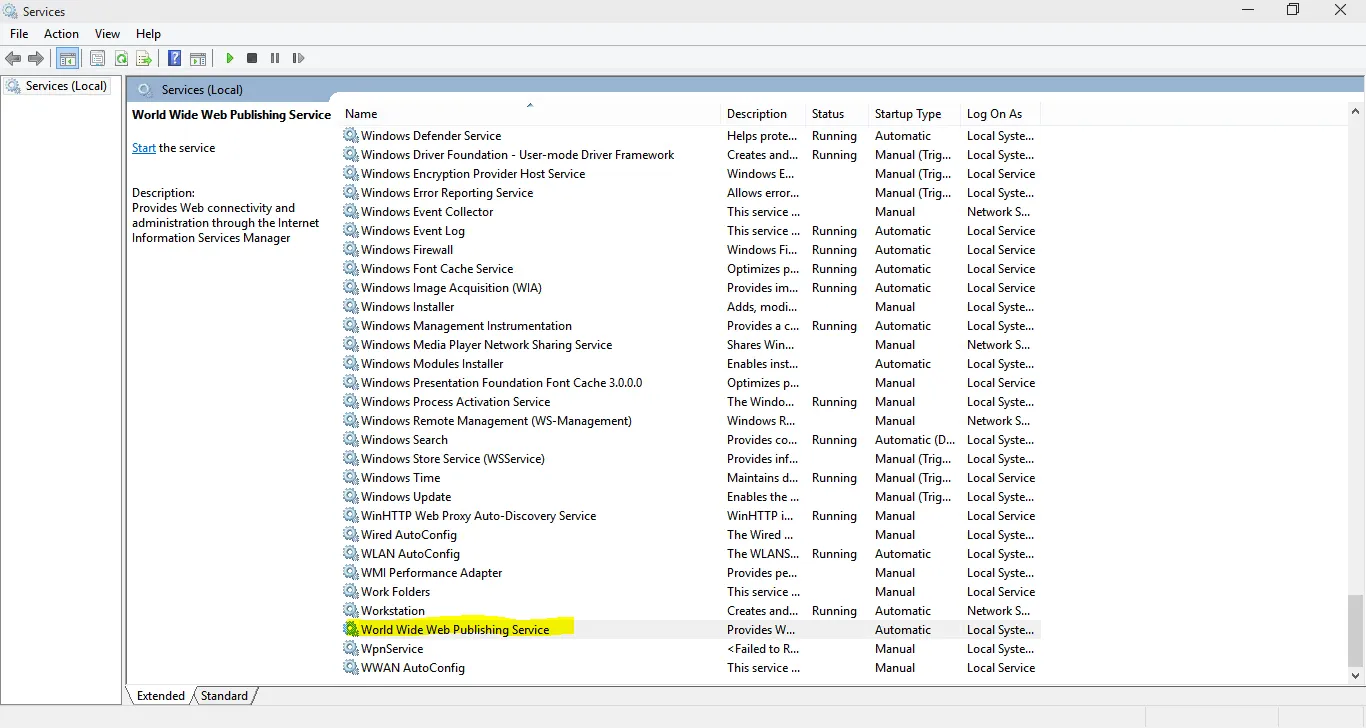 Services
File Action View Help
Services (Local)
Services (Local)
World Wide Web Publishing Service
Start the service
Description:
Provides Web connectivity and
administration through the Internet
Information Services Manager
Name Description Status Startup Type Log On As
Windows Defender Service Helps prote... Running Automatic Local Syste...
Windows Driver Foundation - User-mode Driver Framework Creates and... Running Manual (Trig... Local Syste...
Windows Encryption Provider Host Service Windows E... Manual (Trig... Local Service
Windows Error Reporting Service Allows error... Manual (Trig... Local Syste...
Windows Event Collector This service ... Manual Network S...
Windows Event Log This service ... Running Automatic Local Service
Windows Firewall Windows Fi... Running Automatic Local Service
Windows Font Cache Service Optimizes p... Running Automatic Local Service
Windows Image Acquisition (WIA) Provides im... Running Automatic Local Service
Windows Installer Adds, modi... Manual Local Syste...
Windows Management Instrumentation Provides a c... Running Automatic Local Syste...
Windows Media Player Network Sharing Service Shares Win... Manual Network S...
Windows Modules Installer Enables inst... Automatic Local Syste...
Windows Presentation Foundation Font Cache 3.0.0.0 Optimizes p... Manual Local Service
Windows Process Activation Service The Windo... Running Manual Local Syste...
Windows Remote Management (WS-Management) Windows R... Manual Network S...
Windows Search Provides co... Running Automatic (D... Local Syste...
Windows Store Service (WSService) Provides inf... Manual (Trig... Local Syste...
Windows Time Maintains d... Running Manual (Trig... Local Service
Windows Update Enables the ... Manual (Trig... Local Syste...
WinHTTP Web Proxy Auto-Discovery Service WinHTTP i... Running Manual Local Service
Wired AutoConfig The Wired ... Manual Local Syste...
WLAN AutoConfig The WLANS... Running Automatic Local Syste...
WMI Performance Adapter Provides pe... Manual Local Syste...
Work Folders This service ... Manual Local Service
Workstation Creates and... Running Automatic Network S...
World Wide Web Publishing Service Provides W... Automatic Local Syste...
WpnService <Failed to R... Manual Local Syste...
WWAN AutoConfig This service ... Manual Local Service
Extended Standard